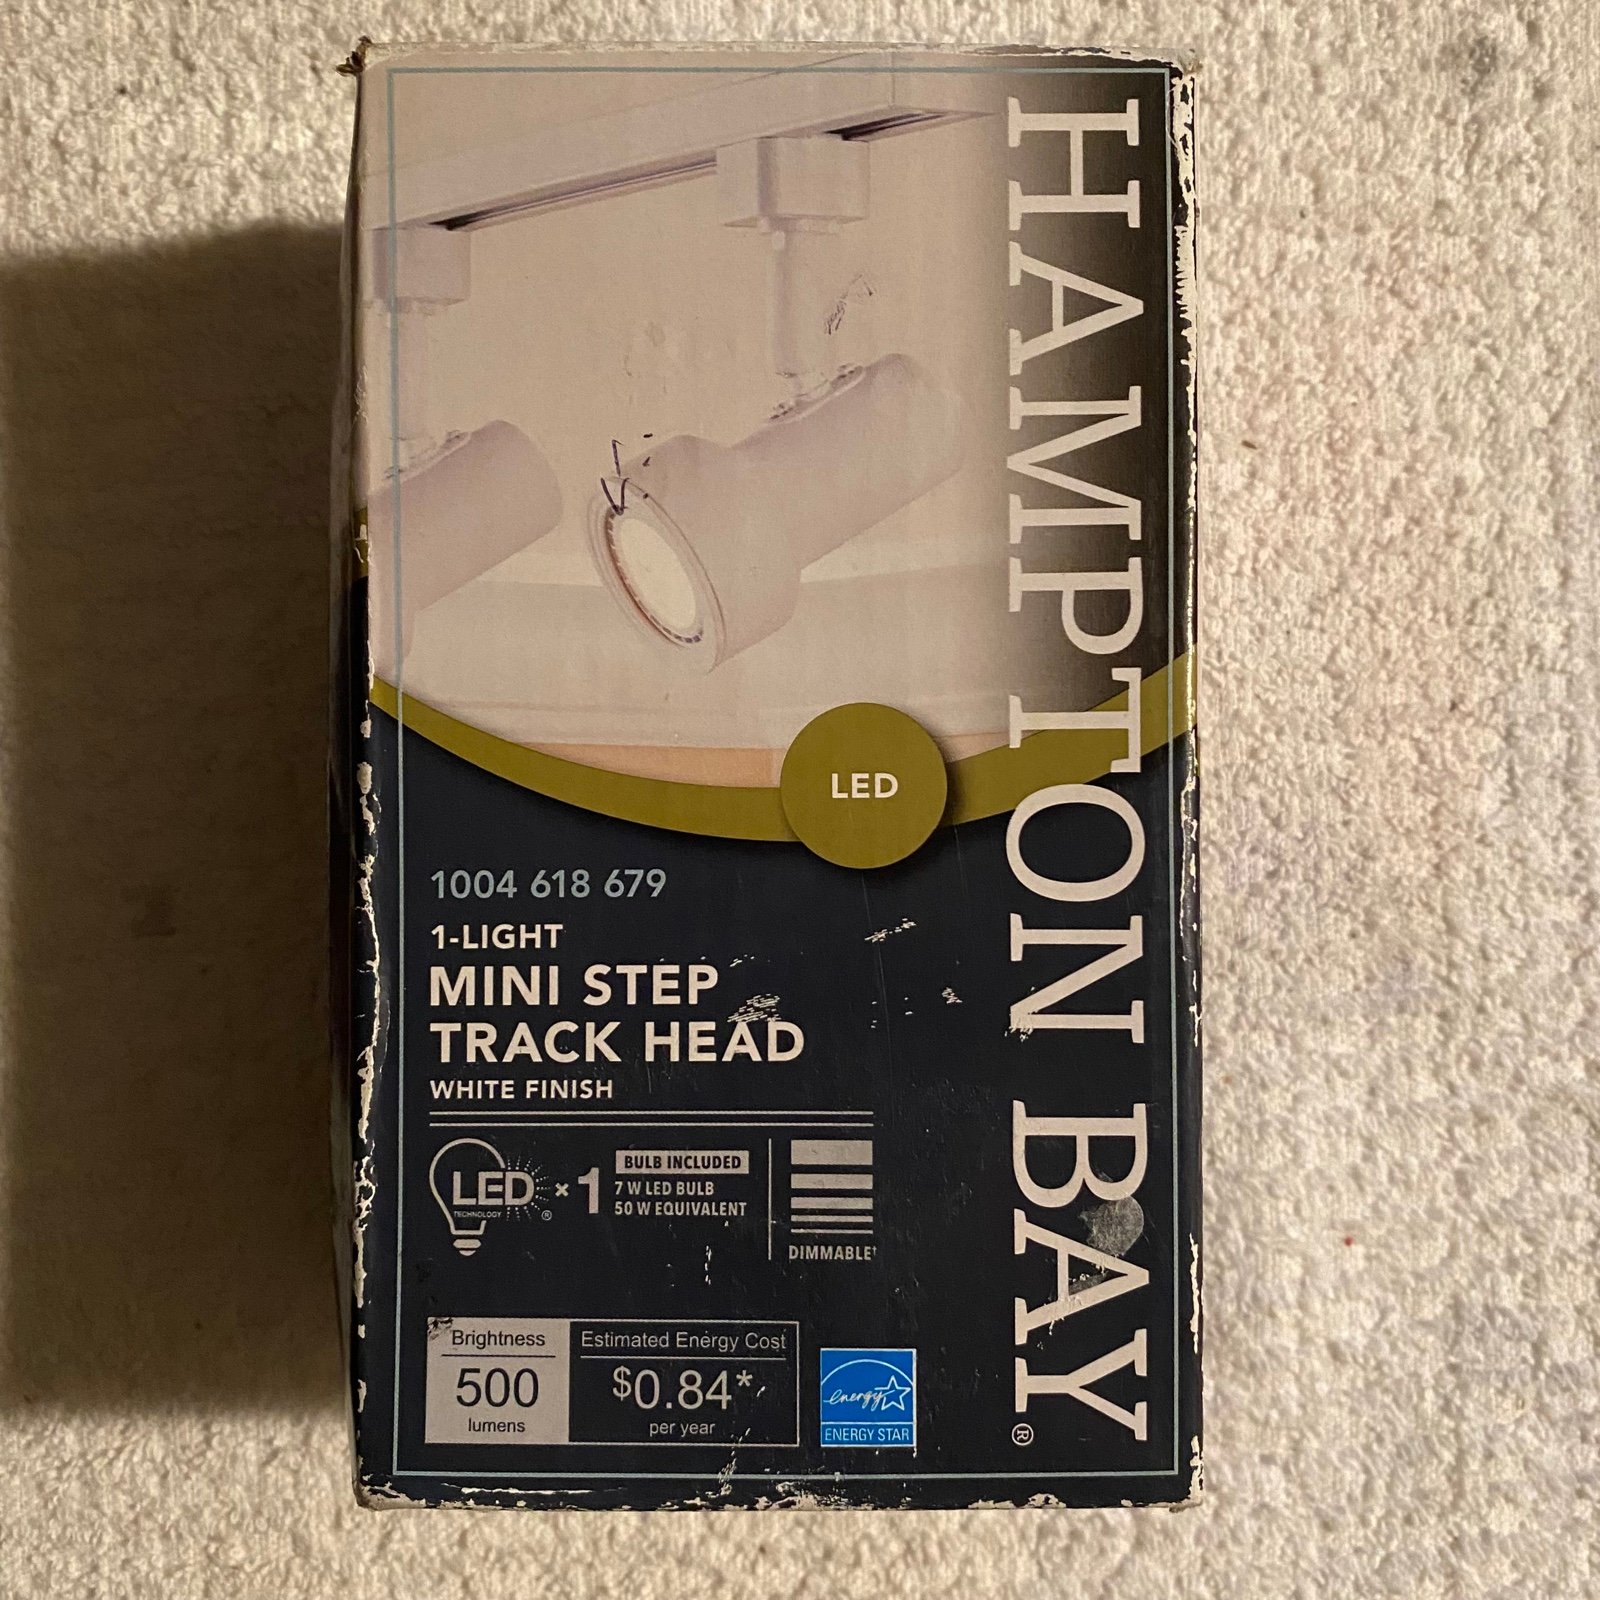 HAMPTON BAY®
LED
1004 618 679
1-LIGHT
MINI STEP
TRACK HEAD
WHITE FINISH
LED
TECHNOLOGY
®
× 1
BULB INCLUDED
7 W LED BULB
50 W EQUIVALENT
DIMMABLE†
Brightness
500
lumens
Estimated Energy Cost
$0.84*
per year
energy
ENERGY STAR